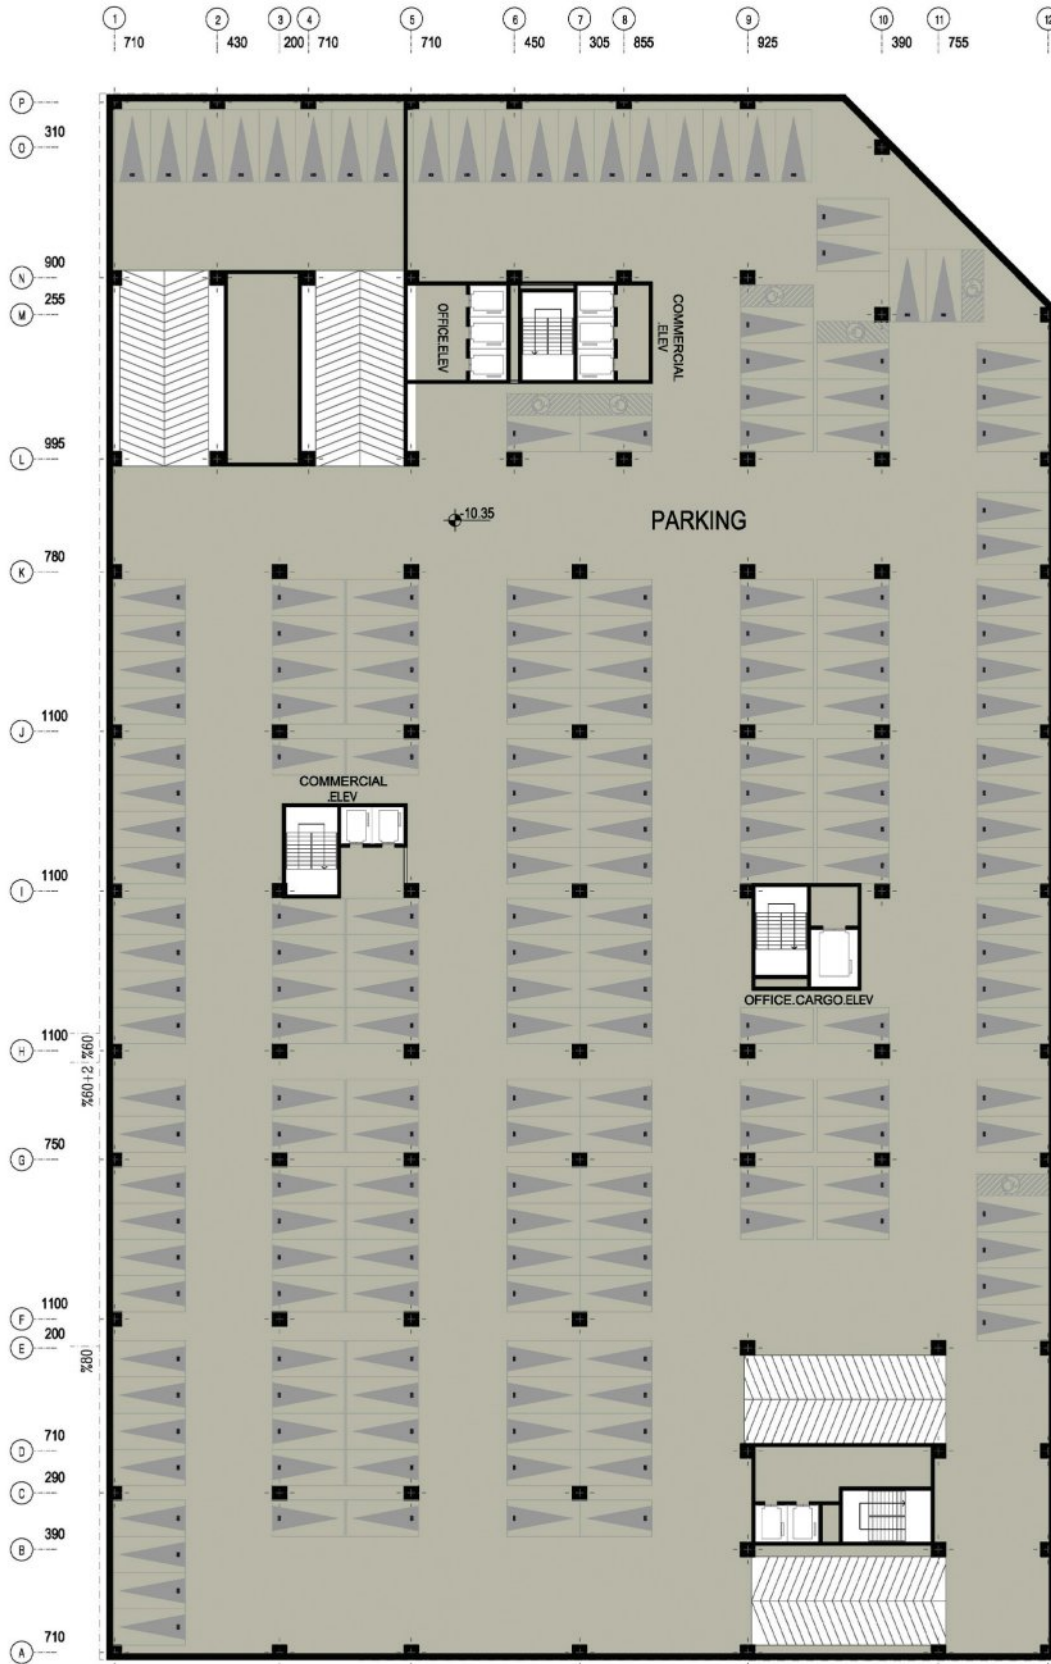 1 2 3 4 5 6 7 8 9 10 11 12
710 430 200 710 710 450 305 855 925 390 755
P
310
O
900
N
255
M
OFFICE.ELEV
COMMERCIAL
.ELEV
995
L
-10.35
PARKING
780
K
1100
J
COMMERCIAL
.ELEV
1100
I
OFFICE.CARGO.ELEV
1100
%60
H
%60+2
750
G
1100
F
200
E
%80
710
D
290
C
390
B
710
A